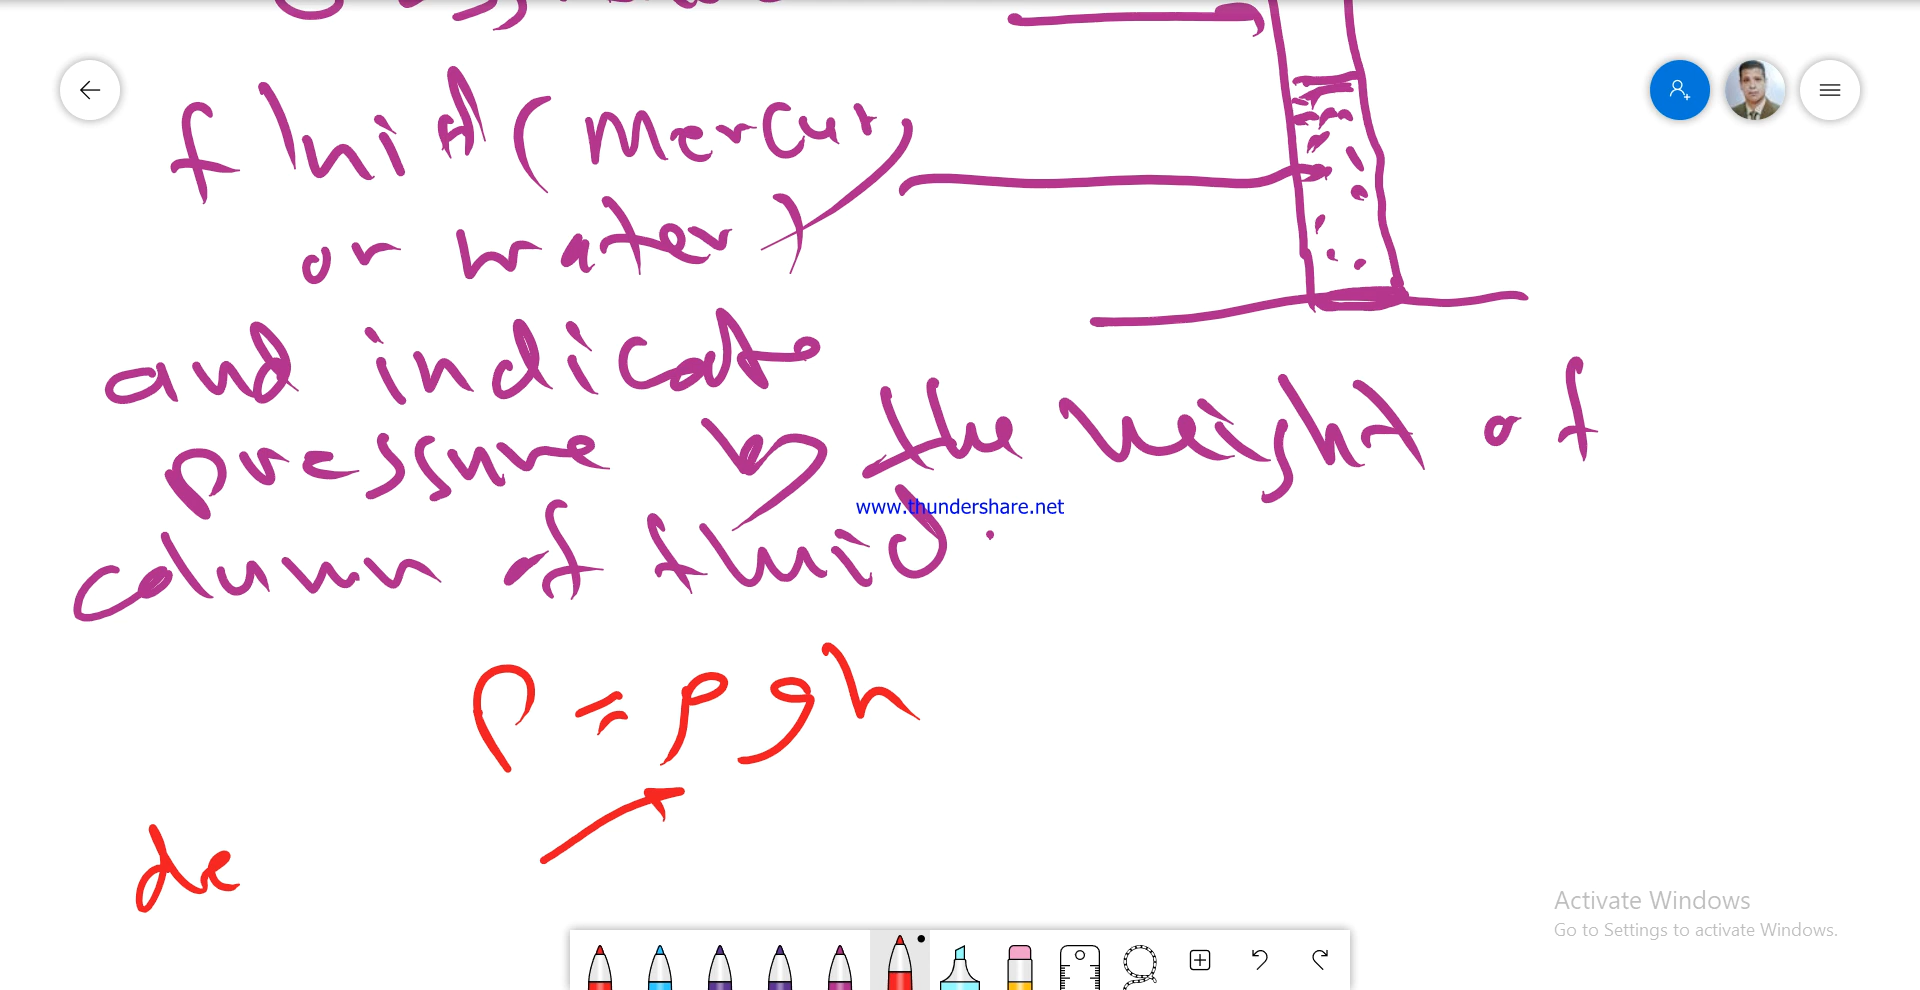 fluid (mercury
or water)
and indicate
pressure by the height of
www.thundershare.net
column of fluid.
P = ρgh
de
Activate Windows
Go to Settings to activate Windows.